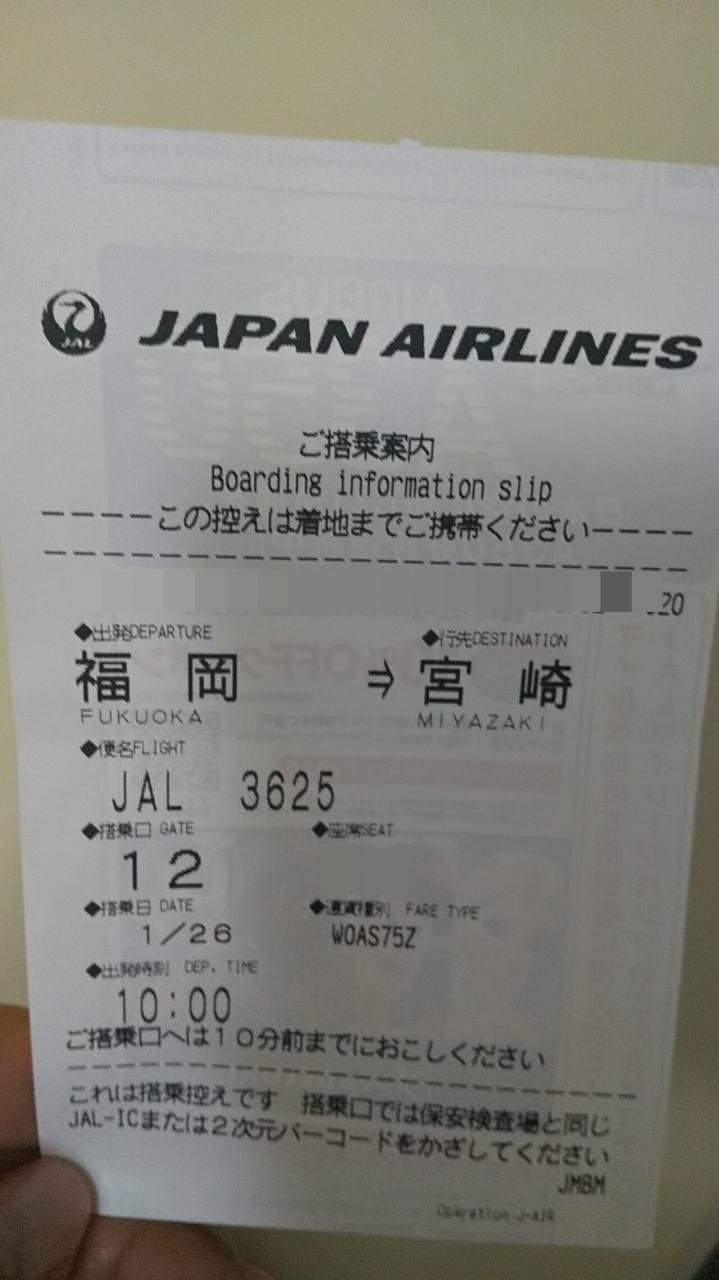 JAL
JAPAN AIRLINES
ご搭乗案内
Boarding information slip
----この控えは着地までご携帯ください----
20
◆出発DEPARTURE ◆行先DESTINATION
福岡 ⇒ 宮崎
FUKUOKA MIYAZAKI
◆便名FLIGHT
JAL 3625
◆搭乗口 GATE ◆座席SEAT
12
◆搭乗日 DATE ◆運賃種別 FARE TYPE
1/26 WOAS75Z
◆出発時刻 DEP. TIME
10:00
ご搭乗口へは10分前までにおこしください
これは搭乗控えです 搭乗口では保安検査場と同じ
JAL-ICまたは2次元バーコードをかざしてください
JMBM
Operation J-AIR